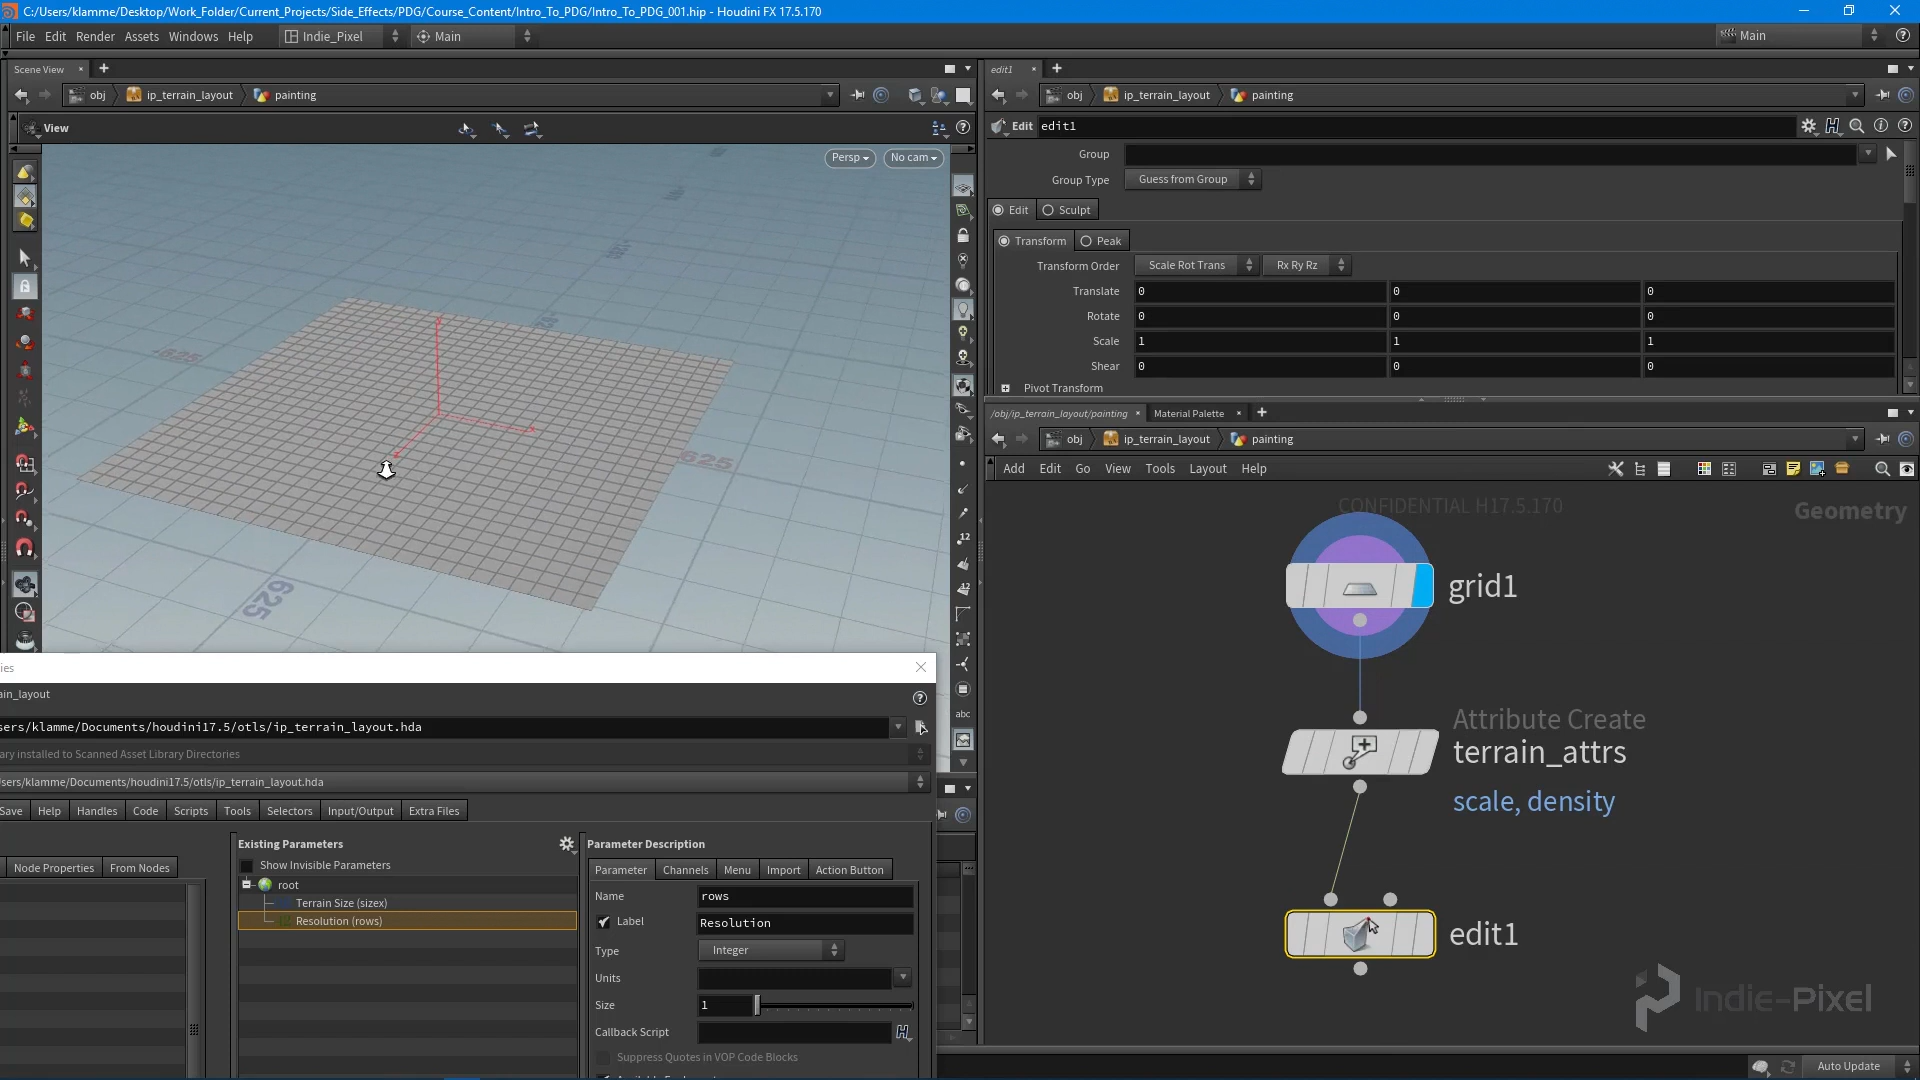 C:/Users/klamme/Desktop/Work_Folder/Current_Projects/Side_Effects/PDG/Course_Content/Intro_To_PDG/Intro_To_PDG_001.hip - Houdini FX 17.5.170
File Edit Render Assets Windows Help Indie_Pixel Main Main
Scene View
obj ip_terrain_layout painting
View
Persp No cam
625
-625
625
12
12
abc
edit1
obj ip_terrain_layout painting
Edit edit1
Group
Group Type Guess from Group
Edit Sculpt
Transform Peak
Transform Order Scale Rot Trans Rx Ry Rz
Translate 0 0 0
Rotate 0 0 0
Scale 1 1 1
Shear 0 0 0
Pivot Transform
/obj/ip_terrain_layout/painting Material Palette
obj ip_terrain_layout painting
Add Edit Go View Tools Layout Help
CONFIDENTIAL H17.5.170
Geometry
grid1
Attribute Create
terrain_attrs
scale, density
edit1
Indie-Pixel
Auto Update
ies
ain_layout
sers/klamme/Documents/houdini17.5/otls/ip_terrain_layout.hda
ary installed to Scanned Asset Library Directories
sers/klamme/Documents/houdini17.5/otls/ip_terrain_layout.hda
Save Help Handles Code Scripts Tools Selectors Input/Output Extra Files
Node Properties From Nodes
Existing Parameters
Show Invisible Parameters
root
Terrain Size (sizex)
Resolution (rows)
Parameter Description
Parameter Channels Menu Import Action Button
Name rows
Label Resolution
Type Integer
Units
Size 1
Callback Script
Suppress Quotes in VOP Code Blocks